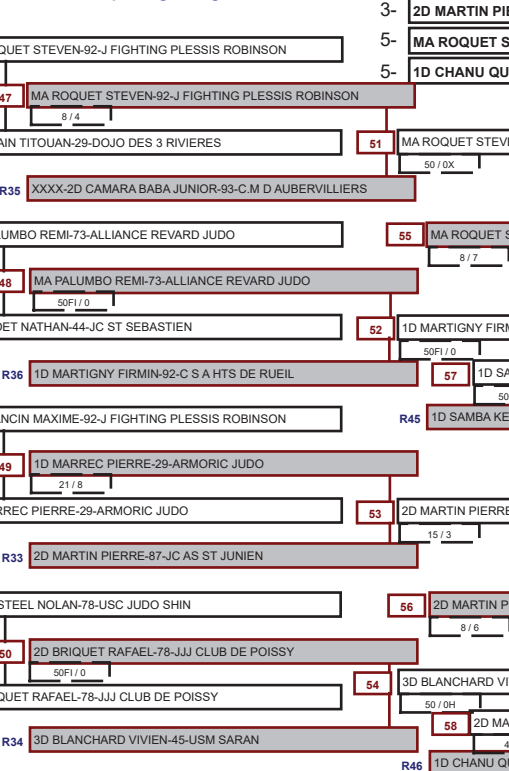 3- 2D MARTIN PI
5- MA ROQUET S
5- 1D CHANU QU
QUET STEVEN-92-J FIGHTING PLESSIS ROBINSON
47 MA ROQUET STEVEN-92-J FIGHTING PLESSIS ROBINSON
8 / 4
AIN TITOUAN-29-DOJO DES 3 RIVIERES
51 MA ROQUET STEV
50 / 0X
R35 XXXX-2D CAMARA BABA JUNIOR-93-C.M D AUBERVILLIERS
UMBO REMI-73-ALLIANCE REVARD JUDO
55 MA ROQUET S
8 / 7
48 MA PALUMBO REMI-73-ALLIANCE REVARD JUDO
50FI / 0
DET NATHAN-44-JC ST SEBASTIEN
52 1D MARTIGNY FIRM
50FI / 0
R36 1D MARTIGNY FIRMIN-92-C S A HTS DE RUEIL
57 1D SA
50
ANCIN MAXIME-92-J FIGHTING PLESSIS ROBINSON
R45 1D SAMBA KE
49 1D MARREC PIERRE-29-ARMORIC JUDO
21 / 8
RREC PIERRE-29-ARMORIC JUDO
53 2D MARTIN PIERRE
15 / 3
R33 2D MARTIN PIERRE-87-JC AS ST JUNIEN
STEEL NOLAN-78-USC JUDO SHIN
56 2D MARTIN P
8 / 6
50 2D BRIQUET RAFAEL-78-JJJ CLUB DE POISSY
50FI / 0
QUET RAFAEL-78-JJJ CLUB DE POISSY
54 3D BLANCHARD VI
50 / 0H
58 2D MA
4
R34 3D BLANCHARD VIVIEN-45-USM SARAN
R46 1D CHANU QU